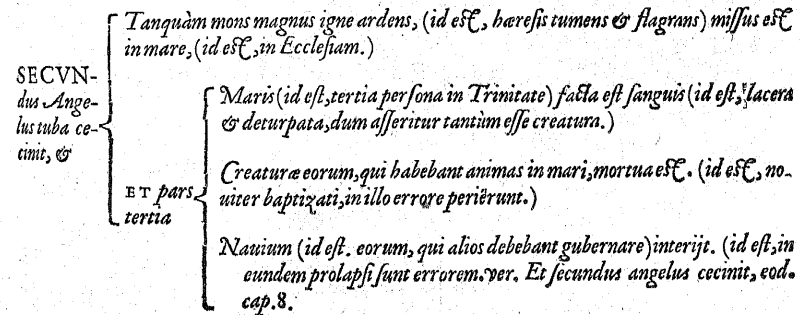 Tanquàm mons magnus igne ardens, (id eſt, hæreſis tumens & flagrans) miſſus eſt
in mare, (id eſt, in Eccleſiam.)
SECVN-
dus Ange-
lus tuba ce-
cinit, &
Maris (id eſt, tertia perſona in Trinitate) facta eſt ſanguis (id eſt, lacera
& deturpata, dum aſſeritur tantùm eſſe creatura.)
ET pars
tertia
Creaturæ eorum, qui habebant animas in mari, mortua eſt. (id eſt, no-
uiter baptizati, in illo errore periërunt.)
Nauium (id eſt. eorum, qui alios debebant gubernare) interijt. (id eſt, in
eundem prolapſi ſunt errorem. ver. Et ſecundus angelus cecinit, eod.
cap. 8.